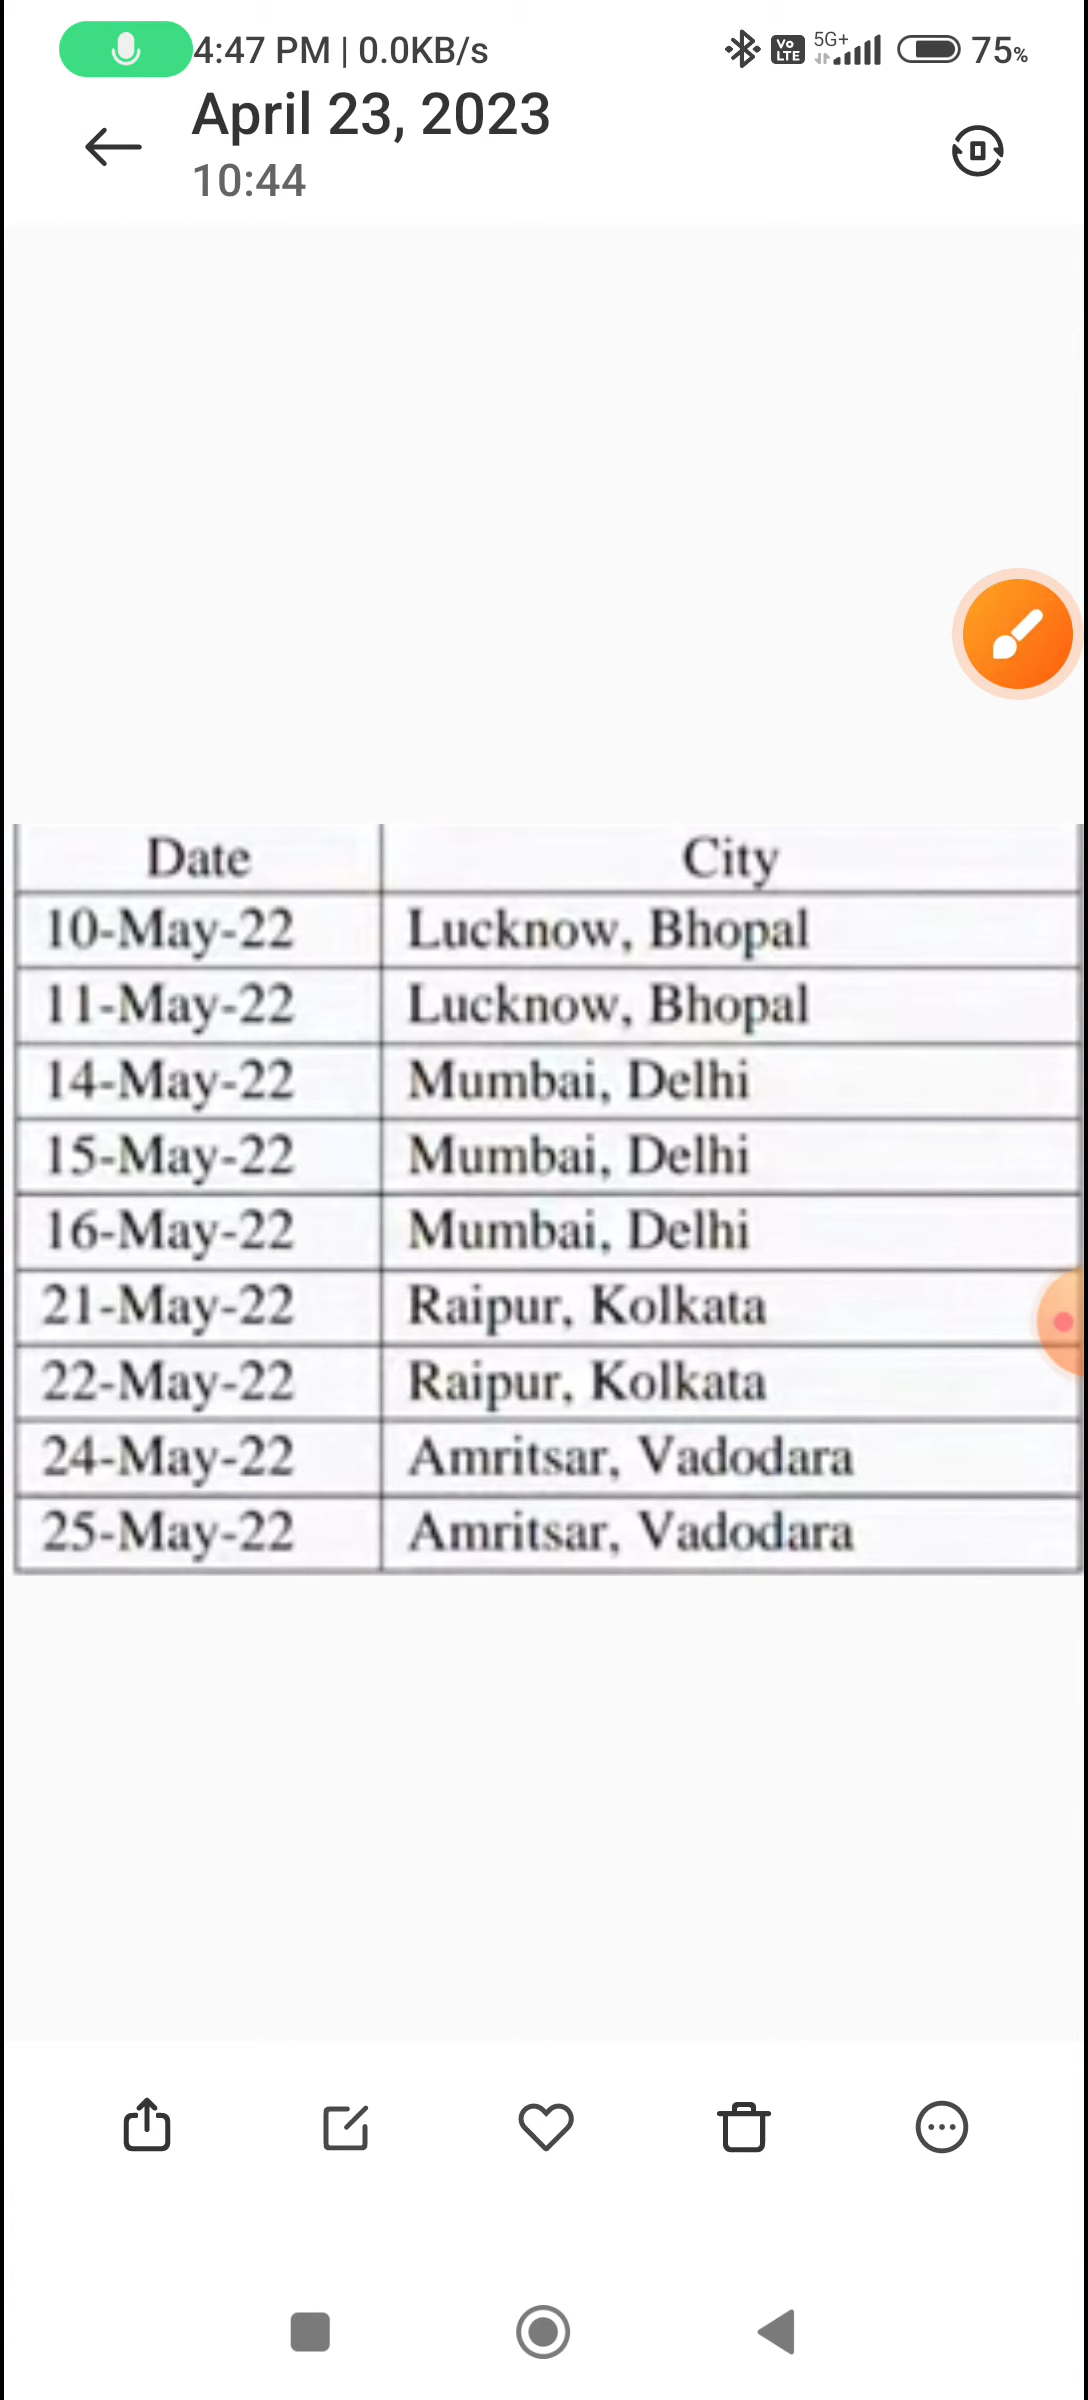 4:47 PM | 0.0KB/s Vo LTE 5G+ 75%
April 23, 2023
10:44
Date City
10-May-22 Lucknow, Bhopal
11-May-22 Lucknow, Bhopal
14-May-22 Mumbai, Delhi
15-May-22 Mumbai, Delhi
16-May-22 Mumbai, Delhi
21-May-22 Raipur, Kolkata
22-May-22 Raipur, Kolkata
24-May-22 Amritsar, Vadodara
25-May-22 Amritsar, Vadodara